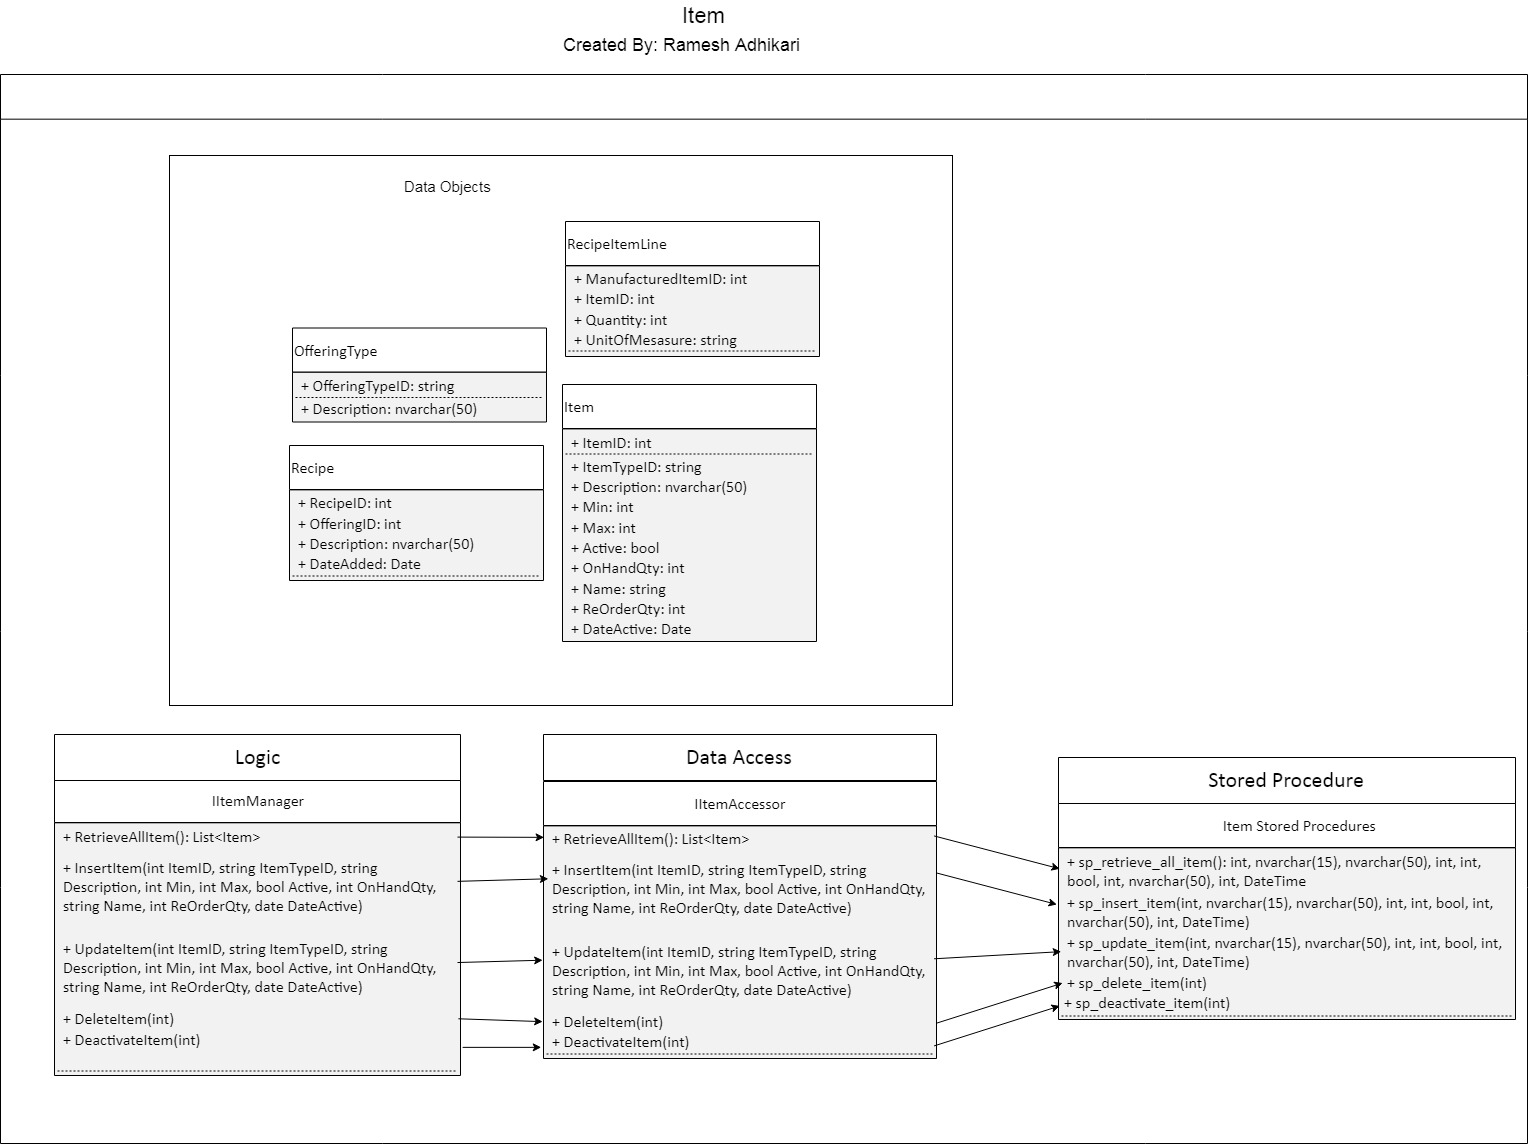 Item
Created By: Ramesh Adhikari
Data Objects
RecipeItemLine
+ ManufacturedItemID: int
+ ItemID: int
+ Quantity: int
+ UnitOfMesasure: string
OfferingType
+ OfferingTypeID: string
+ Description: nvarchar(50)
Item
+ ItemID: int
+ ItemTypeID: string
+ Description: nvarchar(50)
+ Min: int
+ Max: int
+ Active: bool
+ OnHandQty: int
+ Name: string
+ ReOrderQty: int
+ DateActive: Date
Recipe
+ RecipeID: int
+ OfferingID: int
+ Description: nvarchar(50)
+ DateAdded: Date
Logic
IItemManager
+ RetrieveAllItem(): List<Item>
+ InsertItem(int ItemID, string ItemTypeID, string
Description, int Min, int Max, bool Active, int OnHandQty,
string Name, int ReOrderQty, date DateActive)
+ UpdateItem(int ItemID, string ItemTypeID, string
Description, int Min, int Max, bool Active, int OnHandQty,
string Name, int ReOrderQty, date DateActive)
+ DeleteItem(int)
+ DeactivateItem(int)
Data Access
IItemAccessor
+ RetrieveAllItem(): List<Item>
+ InsertItem(int ItemID, string ItemTypeID, string
Description, int Min, int Max, bool Active, int OnHandQty,
string Name, int ReOrderQty, date DateActive)
+ UpdateItem(int ItemID, string ItemTypeID, string
Description, int Min, int Max, bool Active, int OnHandQty,
string Name, int ReOrderQty, date DateActive)
+ DeleteItem(int)
+ DeactivateItem(int)
Stored Procedure
Item Stored Procedures
+ sp_retrieve_all_item(): int, nvarchar(15), nvarchar(50), int, int,
bool, int, nvarchar(50), int, DateTime
+ sp_insert_item(int, nvarchar(15), nvarchar(50), int, int, bool, int,
nvarchar(50), int, DateTime)
+ sp_update_item(int, nvarchar(15), nvarchar(50), int, int, bool, int,
nvarchar(50), int, DateTime)
+ sp_delete_item(int)
+ sp_deactivate_item(int)